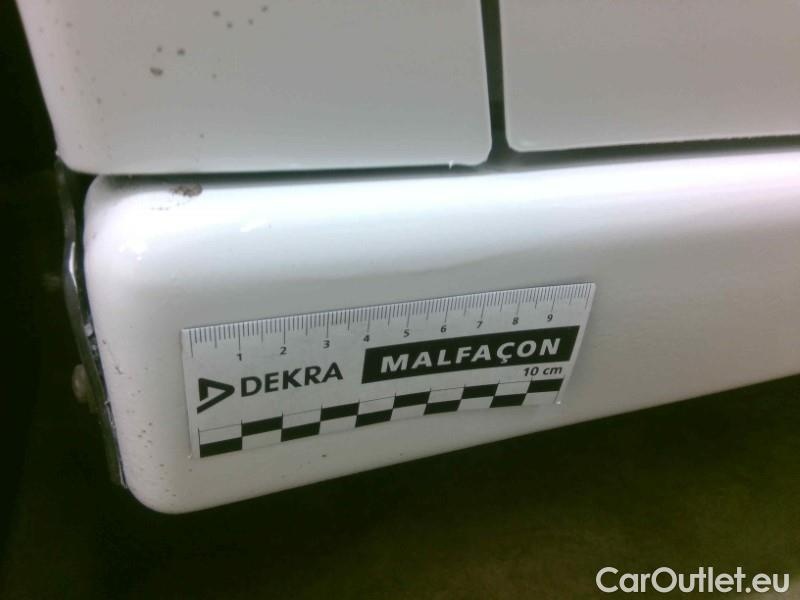 1 2 3 4 5 6 7 8 9
DEKRA MALFAÇON
10 cm
CarOutlet.eu